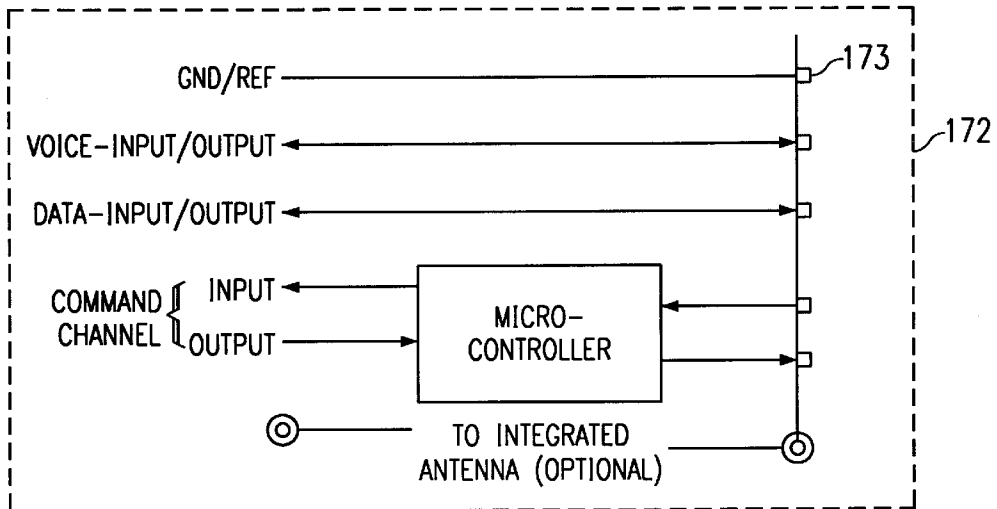 GND/REF
173
VOICE-INPUT/OUTPUT
172
DATA-INPUT/OUTPUT
COMMAND
CHANNEL
INPUT
OUTPUT
MICRO-
CONTROLLER
TO INTEGRATED
ANTENNA (OPTIONAL)